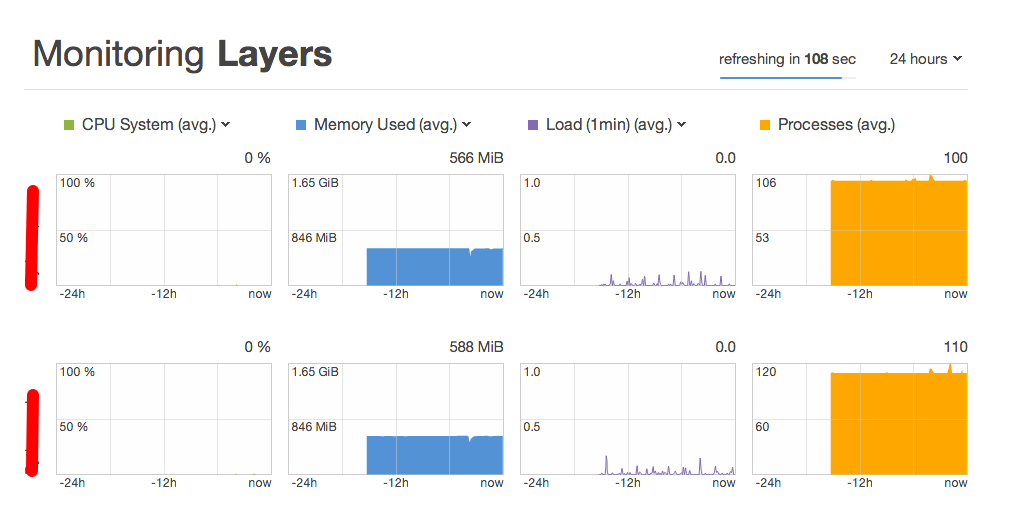 Monitoring Layers
refreshing in 108 sec
24 hours
CPU System (avg.)
Memory Used (avg.)
Load (1min) (avg.)
Processes (avg.)
0 %
566 MiB
0.0
100
100 %
50 %
-24h
-12h
now
1.65 GiB
846 MiB
-24h
-12h
now
1.0
0.5
-24h
-12h
now
106
53
-24h
-12h
now
0 %
588 MiB
0.0
110
100 %
50 %
-24h
-12h
now
1.65 GiB
846 MiB
-24h
-12h
now
1.0
0.5
-24h
-12h
now
120
60
-24h
-12h
now